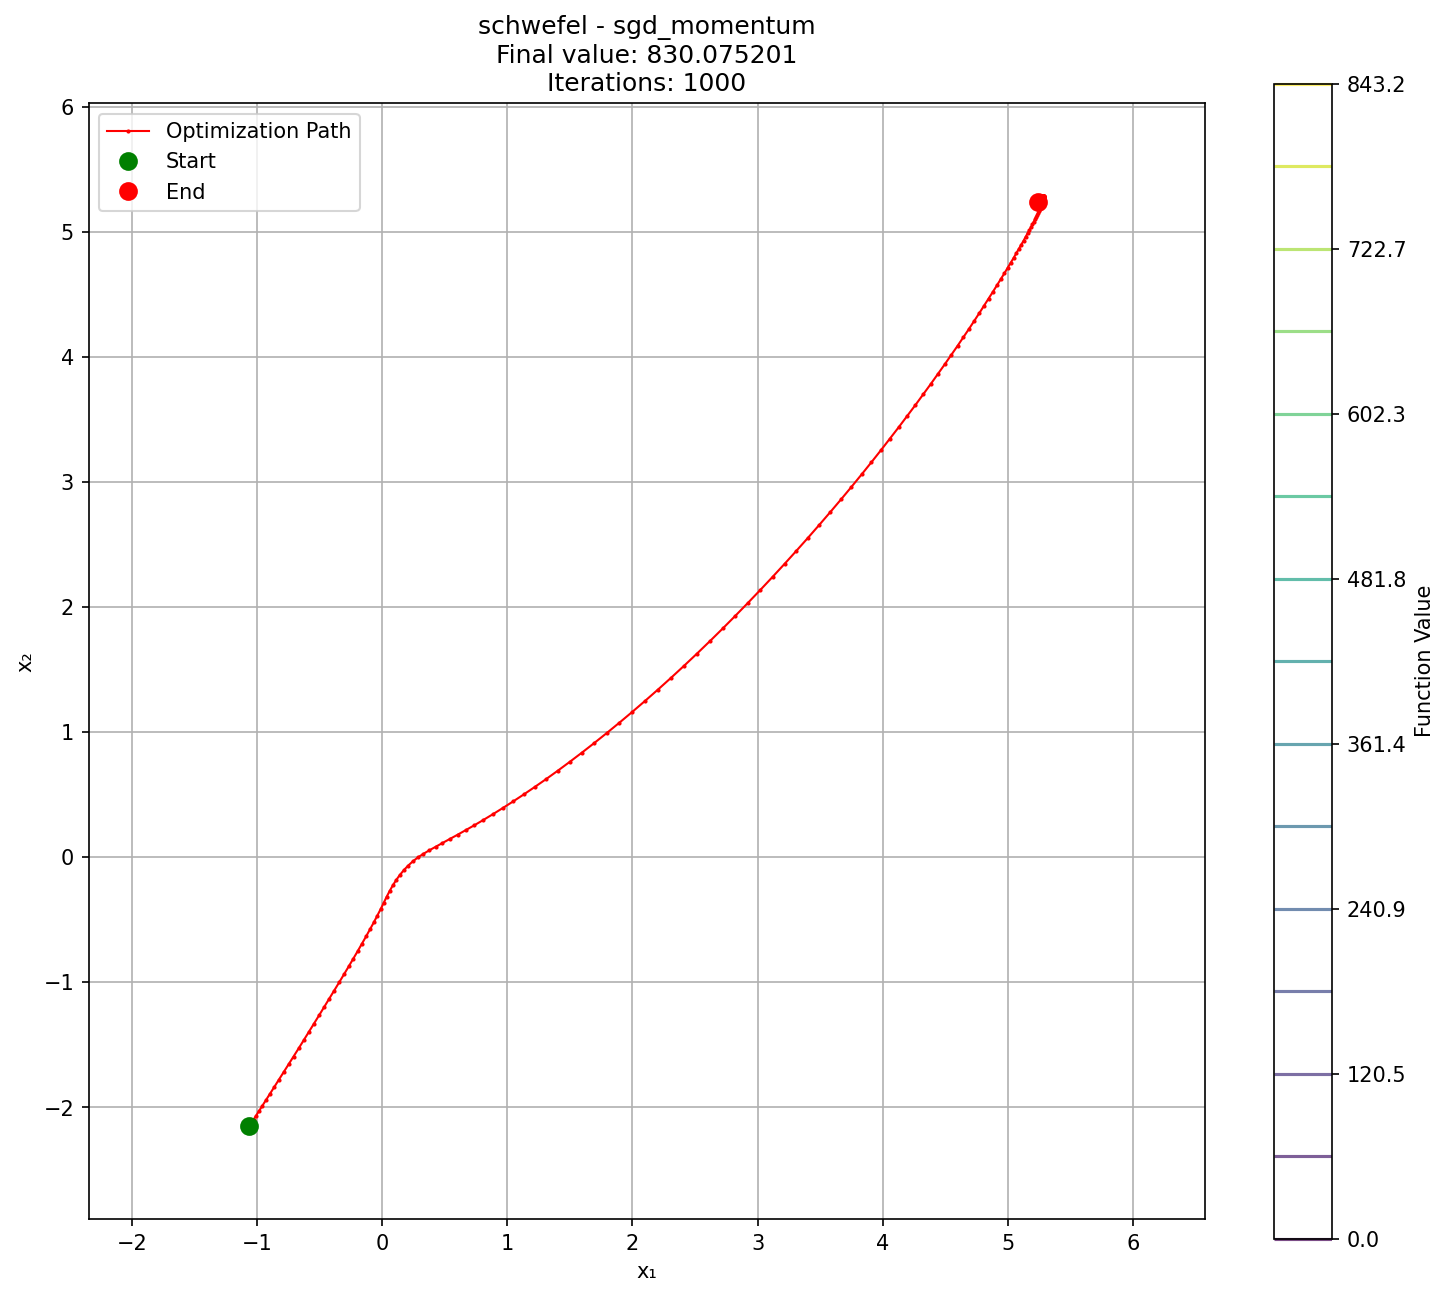 schwefel - sgd_momentum
Final value: 830.075201
Iterations: 1000
Optimization Path
Start
End
6
5
4
3
2
1
0
−1
−2
x₂
−2
−1
0
1
2
3
4
5
6
x₁
843.2
722.7
602.3
481.8
361.4
240.9
120.5
0.0
Function Value